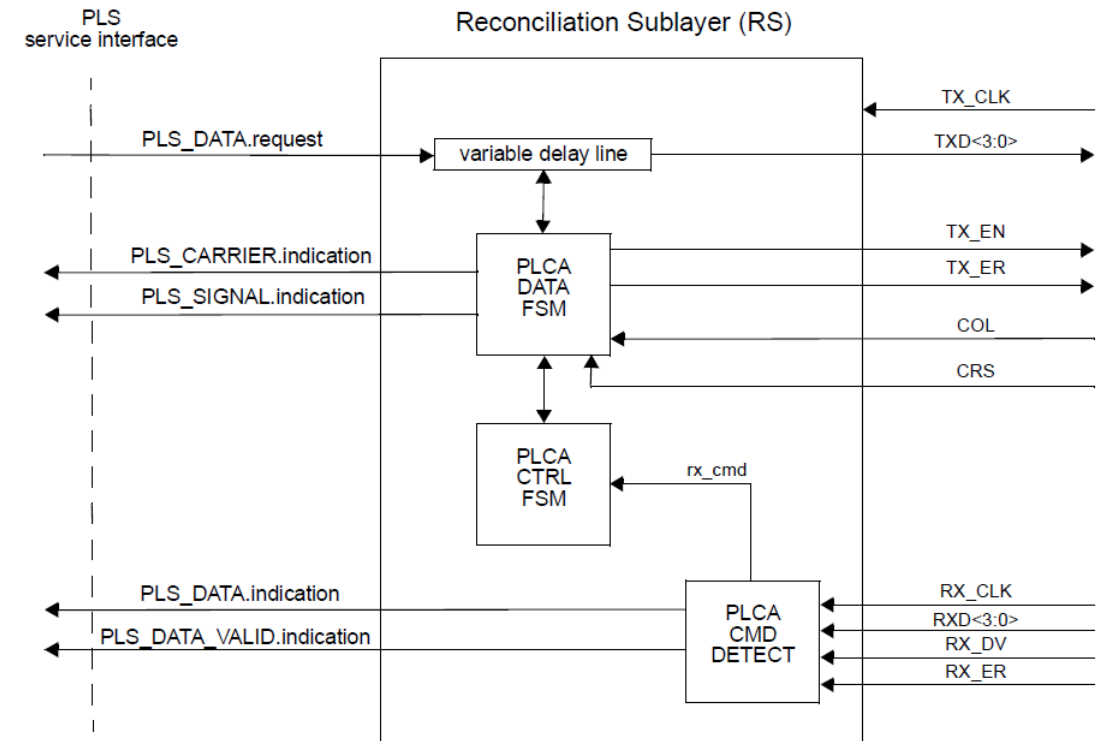 PLS
service interface
Reconciliation Sublayer (RS)
TX_CLK
PLS_DATA.request
variable delay line
TXD<3:0>
PLS_CARRIER.indication
PLS_SIGNAL.indication
PLCA
DATA
FSM
TX_EN
TX_ER
COL
CRS
PLCA
CTRL
FSM
rx_cmd
PLS_DATA.indication
PLS_DATA_VALID.indication
PLCA
CMD
DETECT
RX_CLK
RXD<3:0>
RX_DV
RX_ER